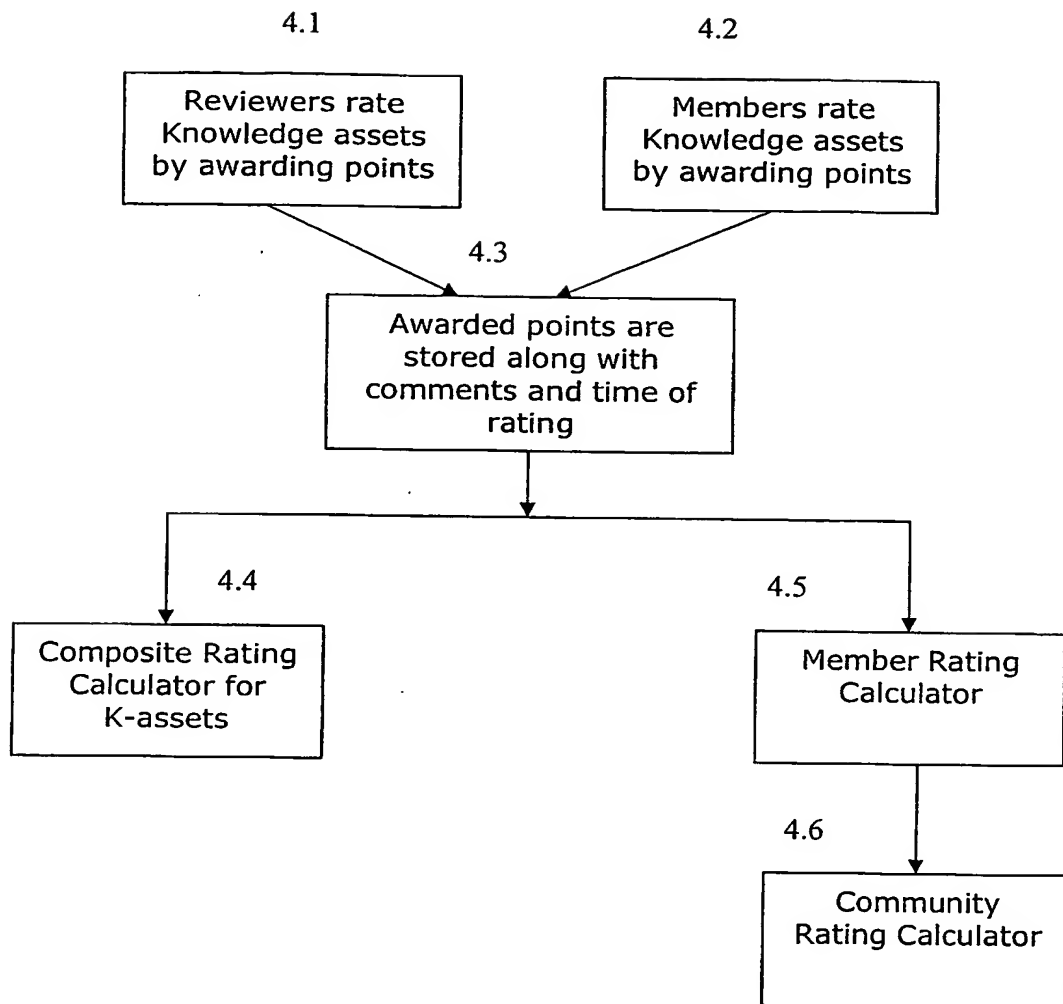 4.1
4.2
Reviewers rate
Knowledge assets
by awarding points
Members rate
Knowledge assets
by awarding points
4.3
Awarded points are
stored along with
comments and time of
rating
4.4
4.5
Composite Rating
Calculator for
K-assets
Member Rating
Calculator
4.6
Community
Rating Calculator